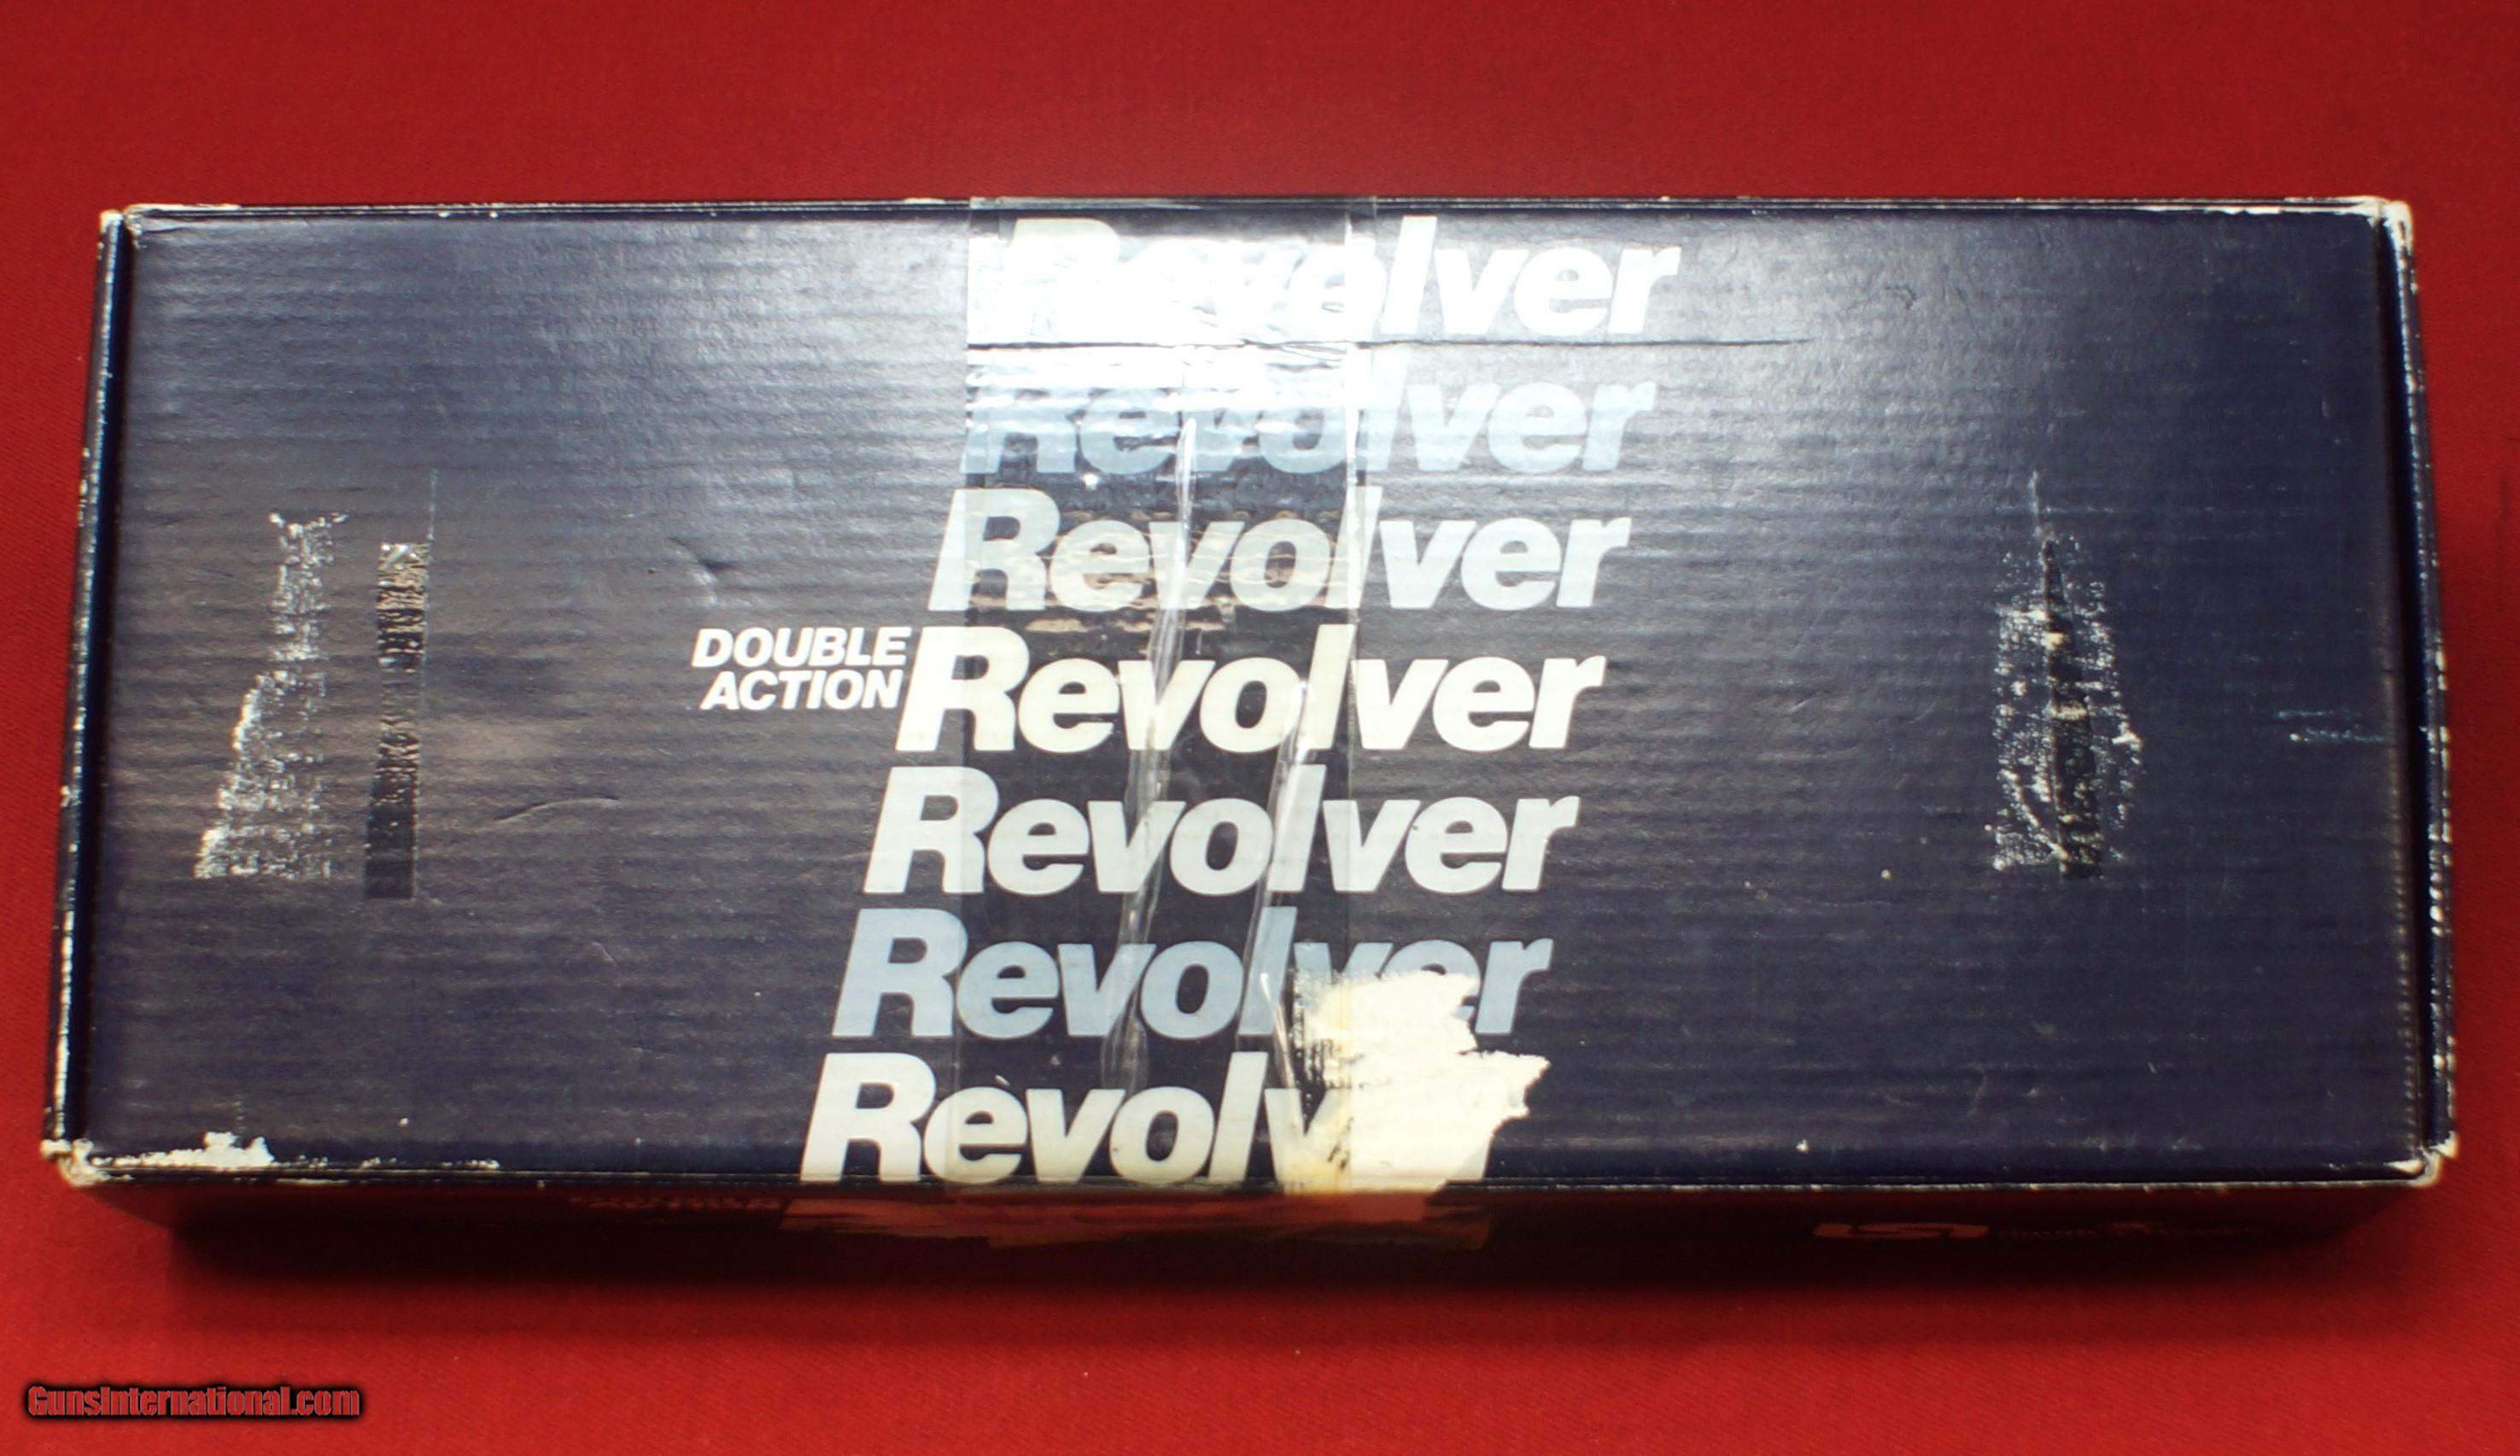 Revolver
Revolver
Revolver
DOUBLE
ACTION Revolver
Revolver
Revolver
Revolv
GunsInternational.com